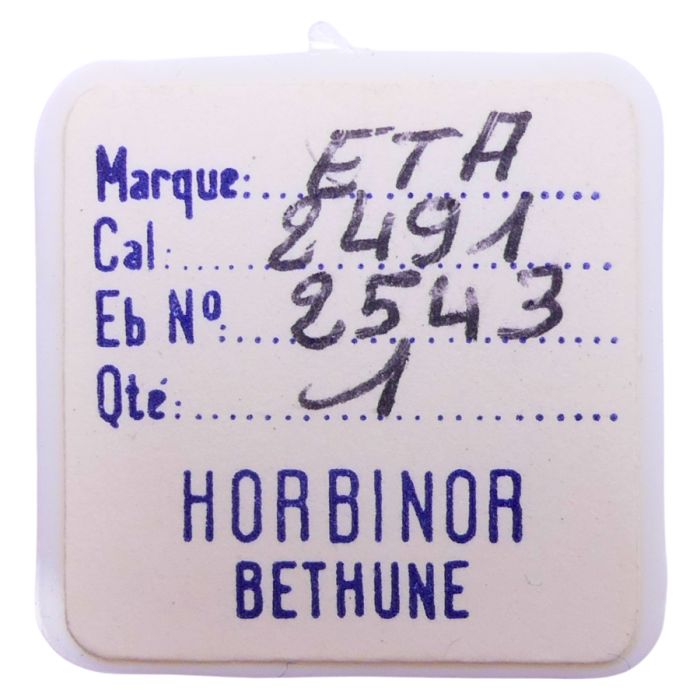 Marque: ETA
Cal: 2491
Eb Nº: 2543
Qté: 1
HORBINOR
BETHUNE